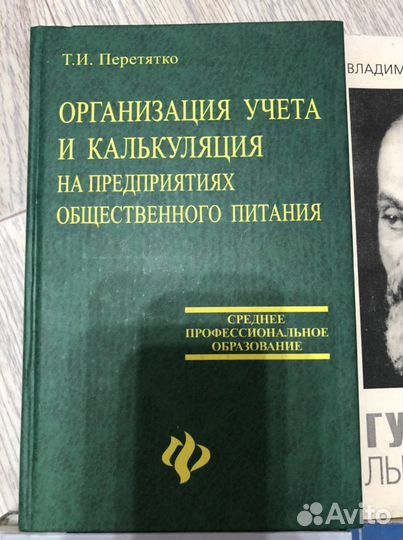 Т.И. Перетятко
ОРГАНИЗАЦИЯ УЧЕТА
И КАЛЬКУЛЯЦИЯ
НА ПРЕДПРИЯТИЯХ
ОБЩЕСТВЕННОГО ПИТАНИЯ
СРЕДНЕЕ
ПРОФЕССИОНАЛЬНОЕ
ОБРАЗОВАНИЕ
ВЛАДИМ
ГУ
ЛЬ
Avito